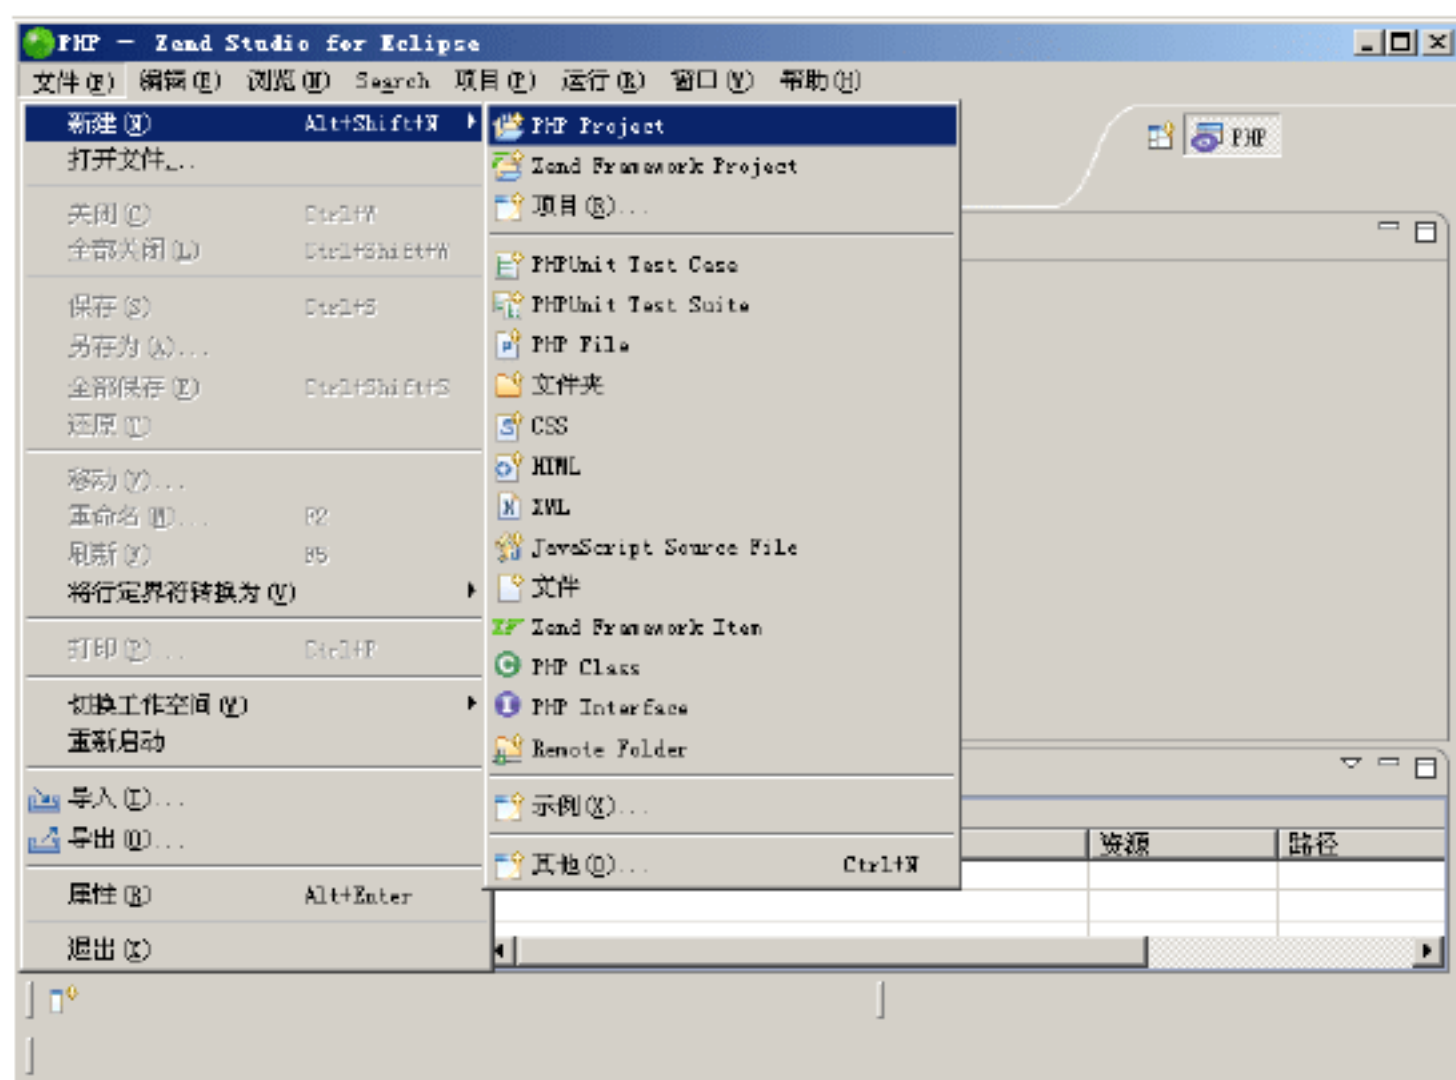 PHP - Zend Studio for Eclipse
文件(F) 编辑(E) 浏览(N) Search 项目(P) 运行(R) 窗口(W) 帮助(H)
新建(N) Alt+Shift+N
打开文件...
关闭(C) Ctrl+W
全部关闭(L) Ctrl+Shift+W
保存(S) Ctrl+S
另存为(A)...
全部保存(E) Ctrl+Shift+S
还原(T)
移动(V)...
重命名(M)... F2
刷新(F) F5
将行定界符转换为(V)
打印(P)... Ctrl+P
切换工作空间(W)
重新启动
导入(I)...
导出(O)...
属性(R) Alt+Enter
退出(X)
PHP Project
Zend Framework Project
项目(R)...
PHPUnit Test Case
PHPUnit Test Suite
PHP File
文件夹
CSS
HTML
XML
JavaScript Source File
文件
Zend Framework Item
PHP Class
PHP Interface
Remote Folder
示例(X)...
其他(O)... Ctrl+N
PHP
资源 路径